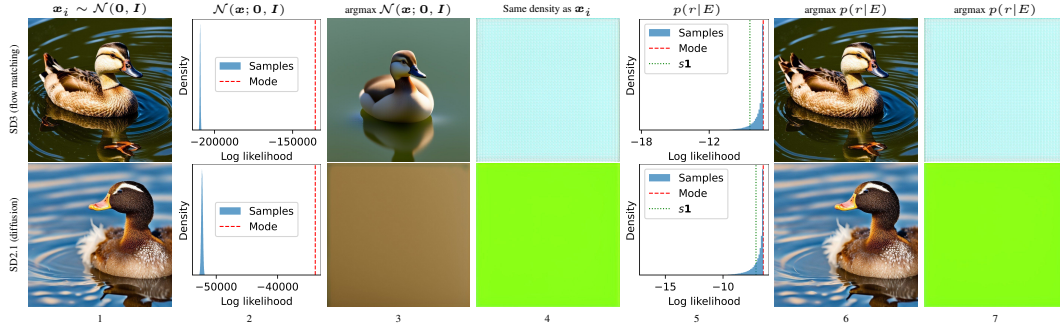 𝒙ᵢ ∼ 𝒩(𝟎, 𝑰)
𝒩(𝒙; 𝟎, 𝑰)
argmax 𝒩(𝒙; 𝟎, 𝑰)
Same density as 𝒙ᵢ
p(r|E)
argmax p(r|E)
argmax p(r|E)
SD3 (flow matching)
Density
Samples
Mode
−200000 −150000
Log likelihood
Density
Samples
Mode
s𝟏
−18 −12
Log likelihood
SD2.1 (diffusion)
Density
Samples
Mode
−50000 −40000
Log likelihood
Density
Samples
Mode
s𝟏
−15 −10
Log likelihood
1 2 3 4 5 6 7